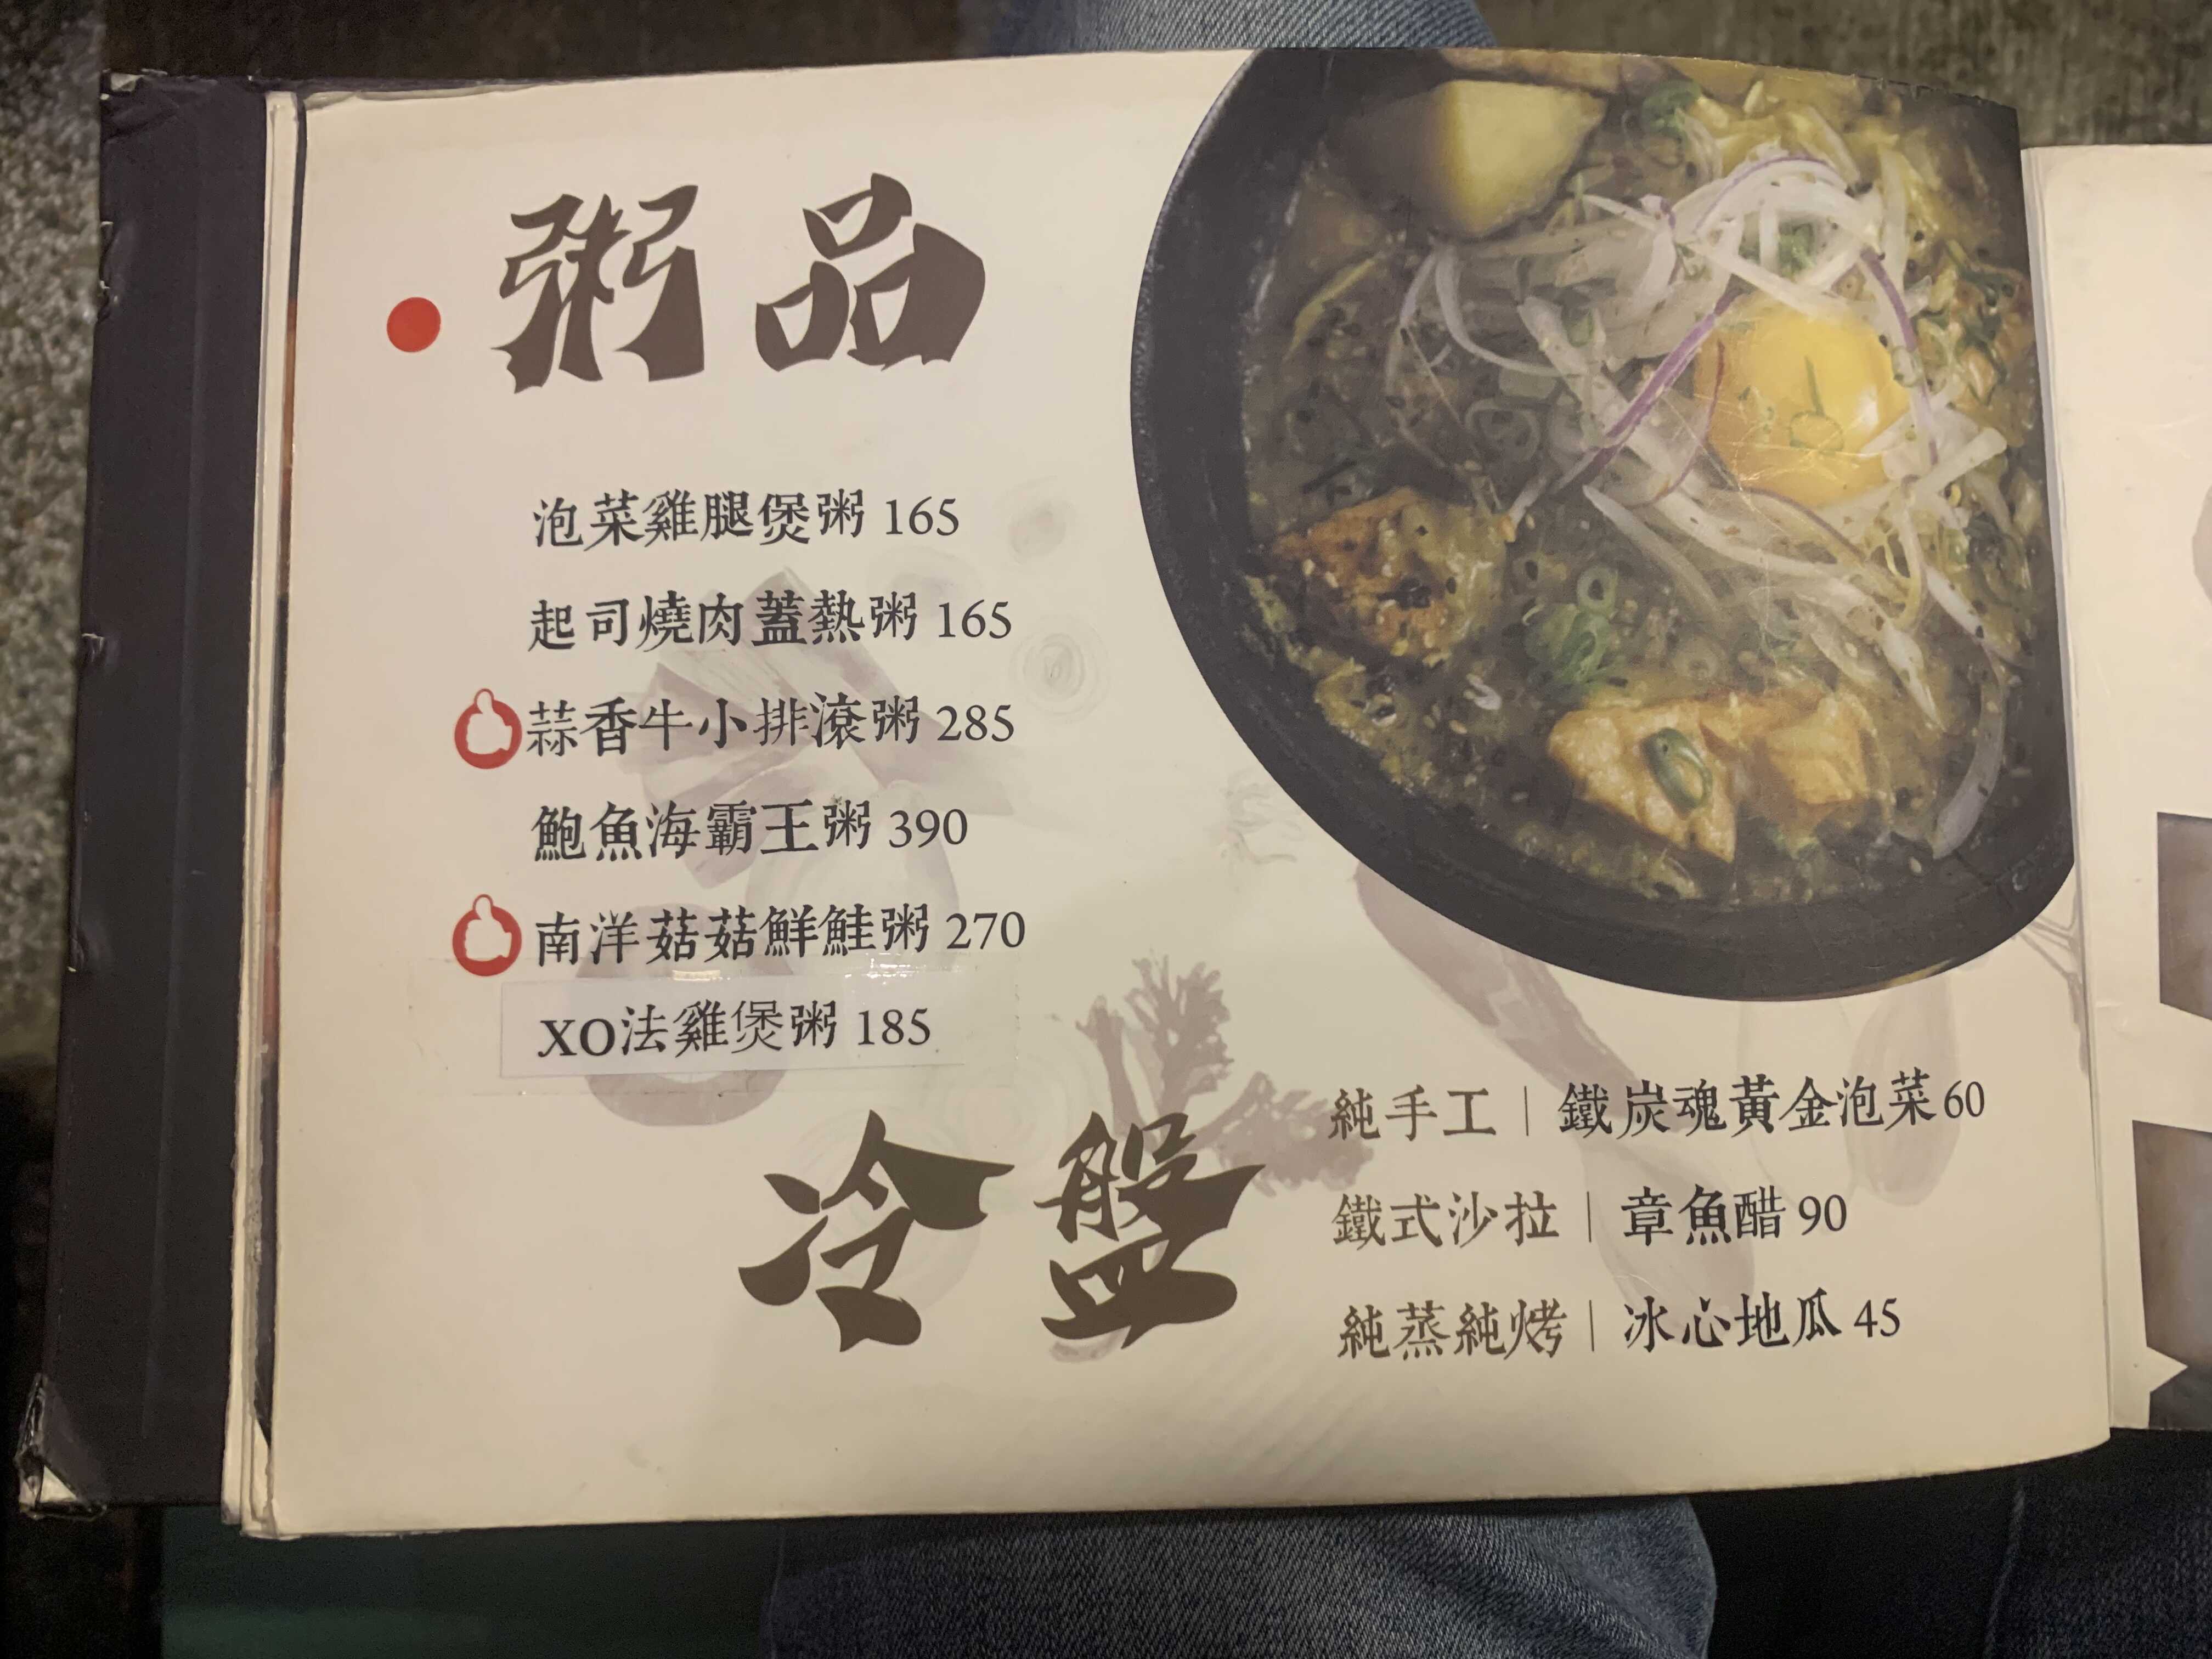 粥品
泡菜雞腿煲粥 165
起司燒肉蓋熱粥 165
蒜香牛小排滾粥 285
鮑魚海霸王粥 390
南洋菇菇鮮鮭粥 270
XO法雞煲粥 185
冷盤
純手工｜鐵炭魂黃金泡菜 60
鐵式沙拉｜章魚醋 90
純蒸純烤｜冰心地瓜 45